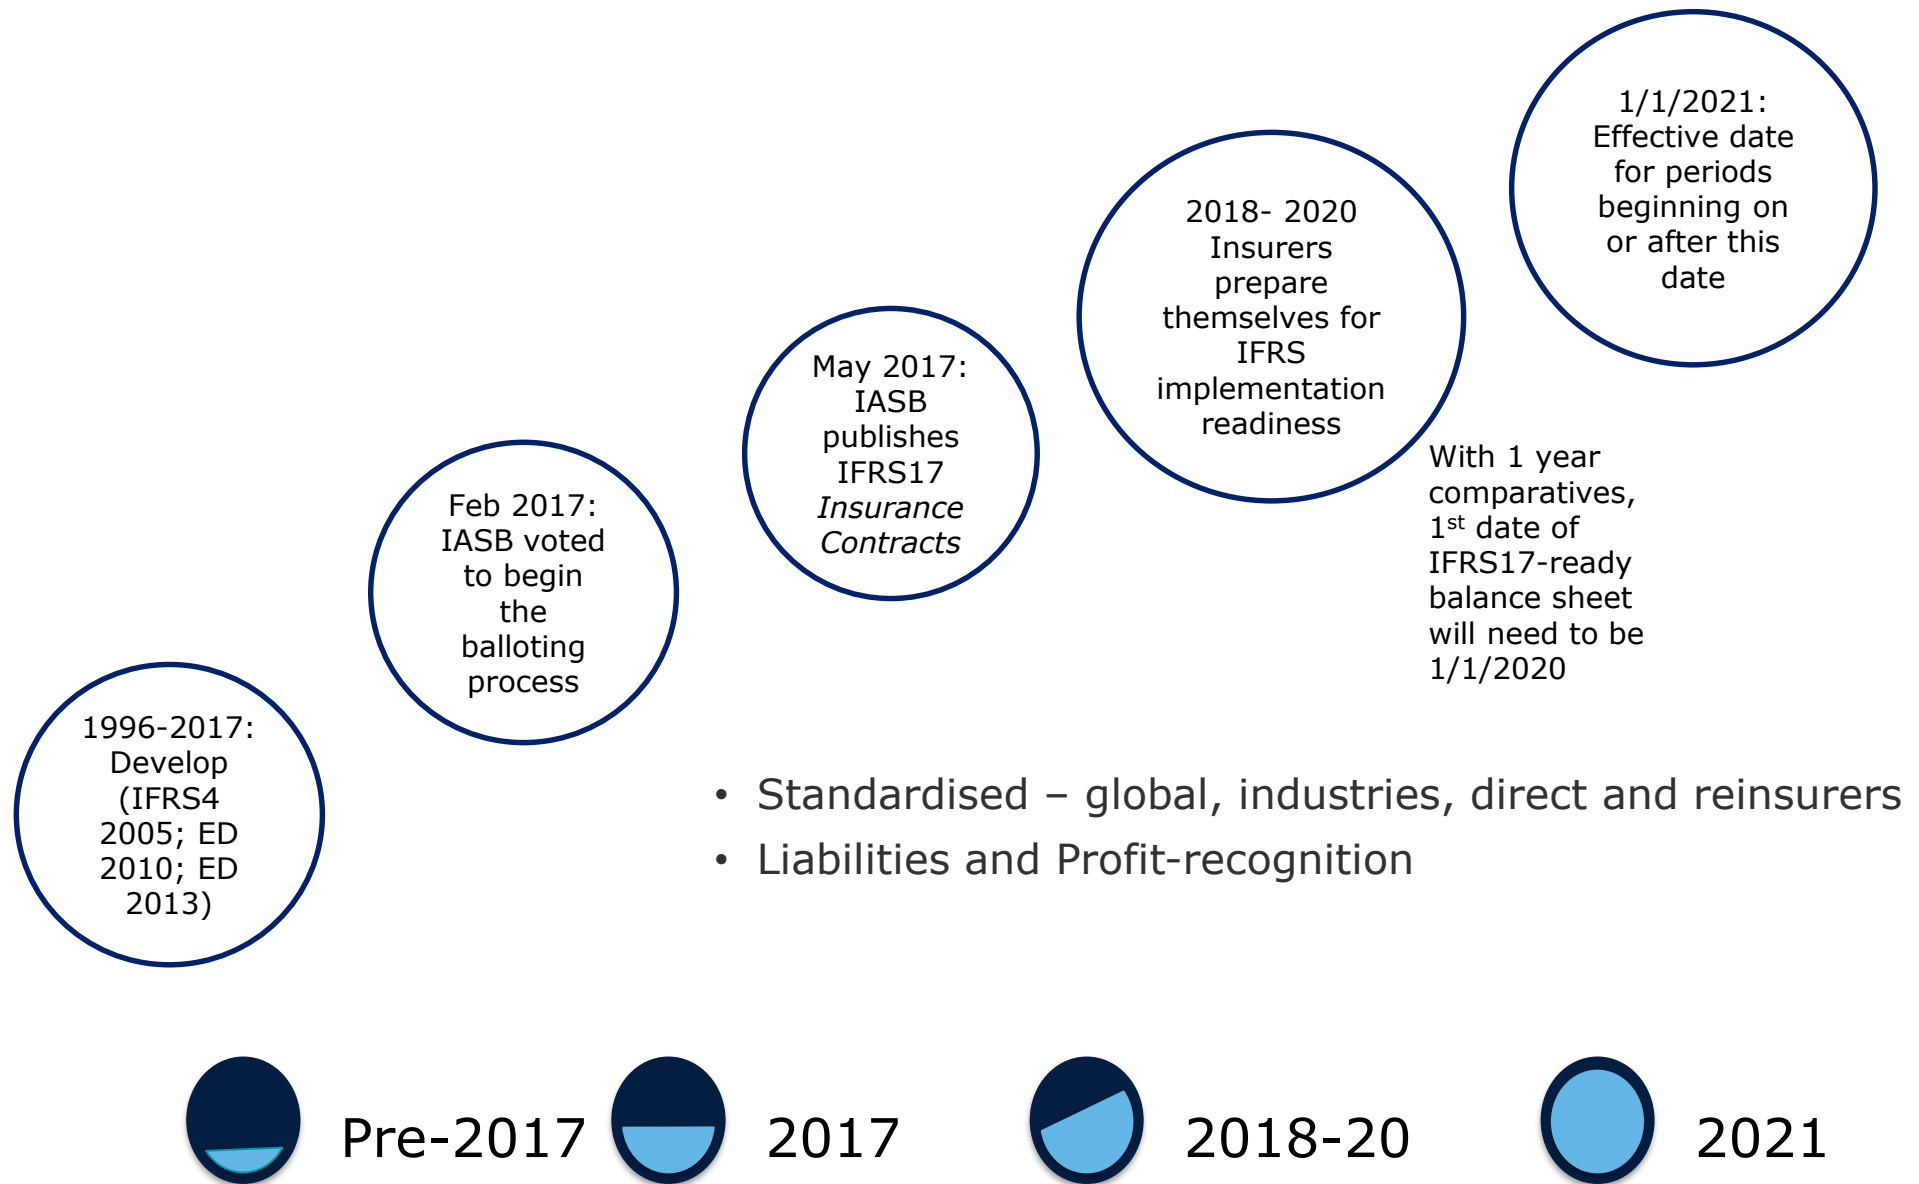 1996-2017:
Develop
(IFRS4
2005; ED
2010; ED
2013)
Feb 2017:
IASB voted
to begin
the
balloting
process
May 2017:
IASB
publishes
IFRS17
Insurance
Contracts
2018- 2020
Insurers
prepare
themselves for
IFRS
implementation
readiness
1/1/2021:
Effective date
for periods
beginning on
or after this
date
With 1 year
comparatives,
1st date of
IFRS17-ready
balance sheet
will need to be
1/1/2020
• Standardised – global, industries, direct and reinsurers
• Liabilities and Profit-recognition
Pre-2017
2017
2018-20
2021